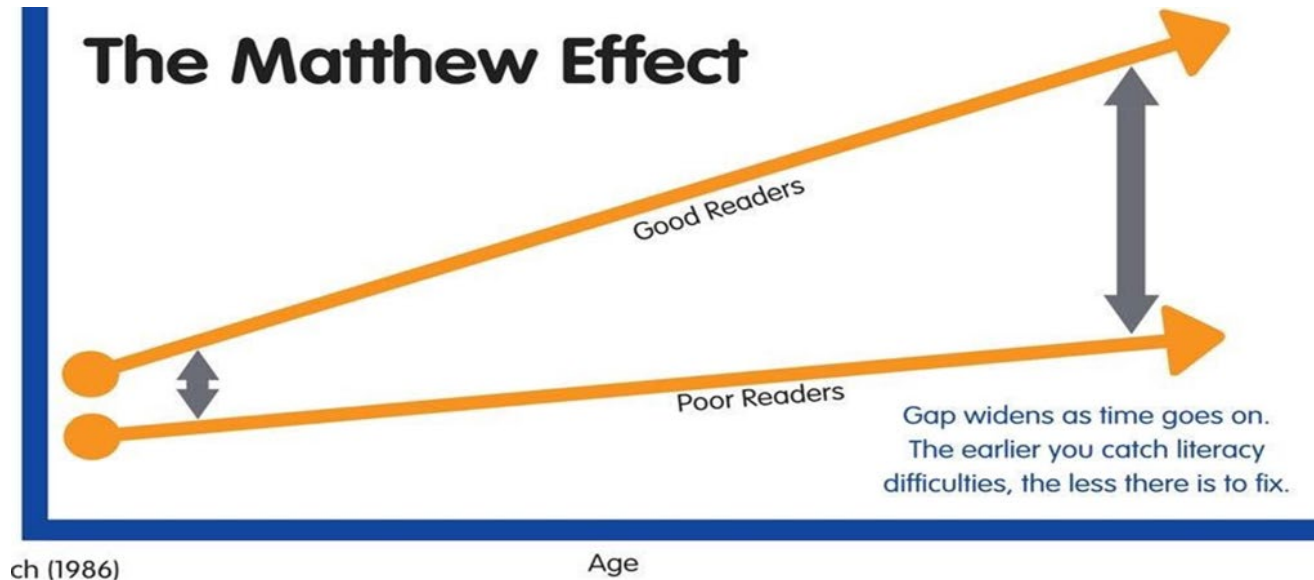 The Matthew Effect
Good Readers
Poor Readers
Gap widens as time goes on.
The earlier you catch literacy
difficulties, the less there is to fix.
Age
ch (1986)